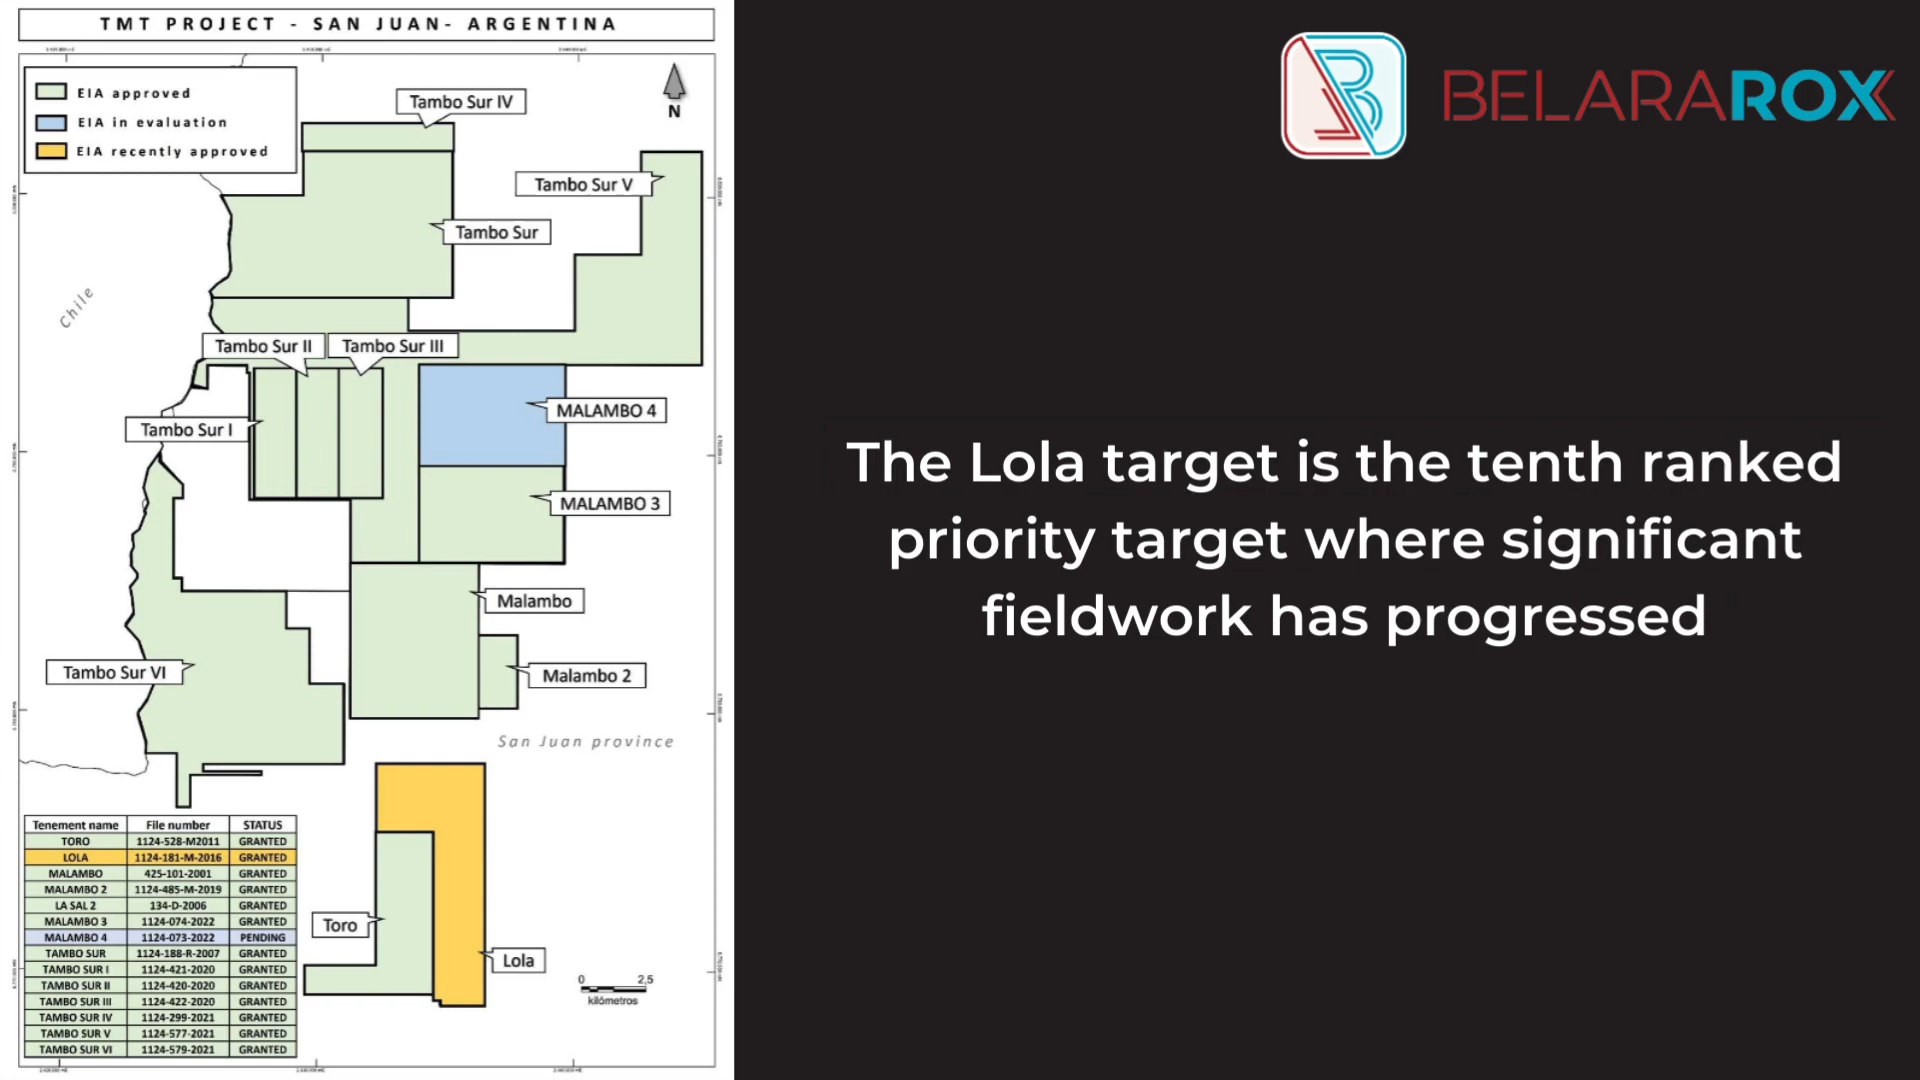 TMT PROJECT - SAN JUAN- ARGENTINA
EIA approved
EIA in evaluation
EIA recently approved
N
Tambo Sur IV
Tambo Sur V
Tambo Sur
Chile
Tambo Sur II
Tambo Sur III
MALAMBO 4
Tambo Sur I
MALAMBO 3
Malambo
Tambo Sur VI
Malambo 2
San Juan province
Toro
Lola
0 2,5
kilómetros
Tenement name File number STATUS
TORO 1124-528-M2011 GRANTED
LOLA 1124-181-M-2016 GRANTED
MALAMBO 425-101-2001 GRANTED
MALAMBO 2 1124-485-M-2019 GRANTED
LA SAL 2 134-D-2006 GRANTED
MALAMBO 3 1124-074-2022 GRANTED
MALAMBO 4 1124-073-2022 PENDING
TAMBO SUR 1124-188-R-2007 GRANTED
TAMBO SUR I 1124-421-2020 GRANTED
TAMBO SUR II 1124-420-2020 GRANTED
TAMBO SUR III 1124-422-2020 GRANTED
TAMBO SUR IV 1124-299-2021 GRANTED
TAMBO SUR V 1124-577-2021 GRANTED
TAMBO SUR VI 1124-579-2021 GRANTED
BELARAROX
The Lola target is the tenth ranked
priority target where significant
fieldwork has progressed